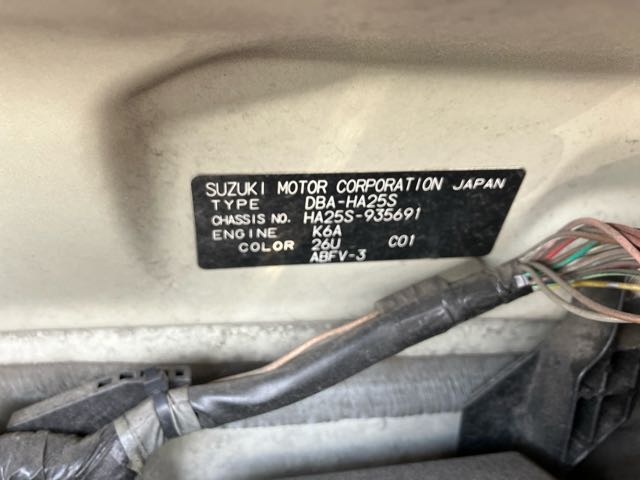 SUZUKI MOTOR CORPORATION JAPAN
TYPE DBA-HA25S
CHASSIS NO. HA25S-935691
ENGINE K6A
COLOR 26U C01
ABFV-3